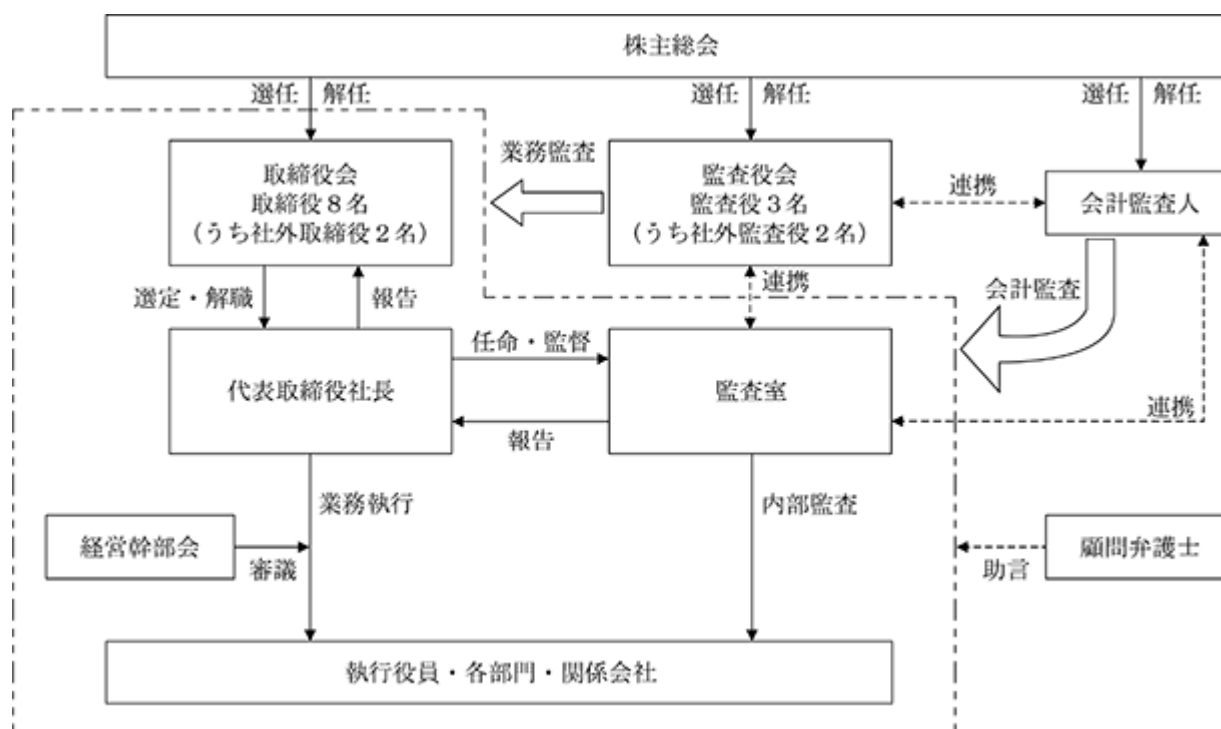 株主総会
選任 解任
選任 解任
選任 解任
取締役会
取締役8名
(うち社外取締役2名)
業務監査
監査役会
監査役3名
(うち社外監査役2名)
連携
会計監査人
選定・解職
報告
連携
会計監査
代表取締役社長
任命・監督
報告
監査室
連携
業務執行
内部監査
経営幹部会
審議
顧問弁護士
助言
執行役員・各部門・関係会社